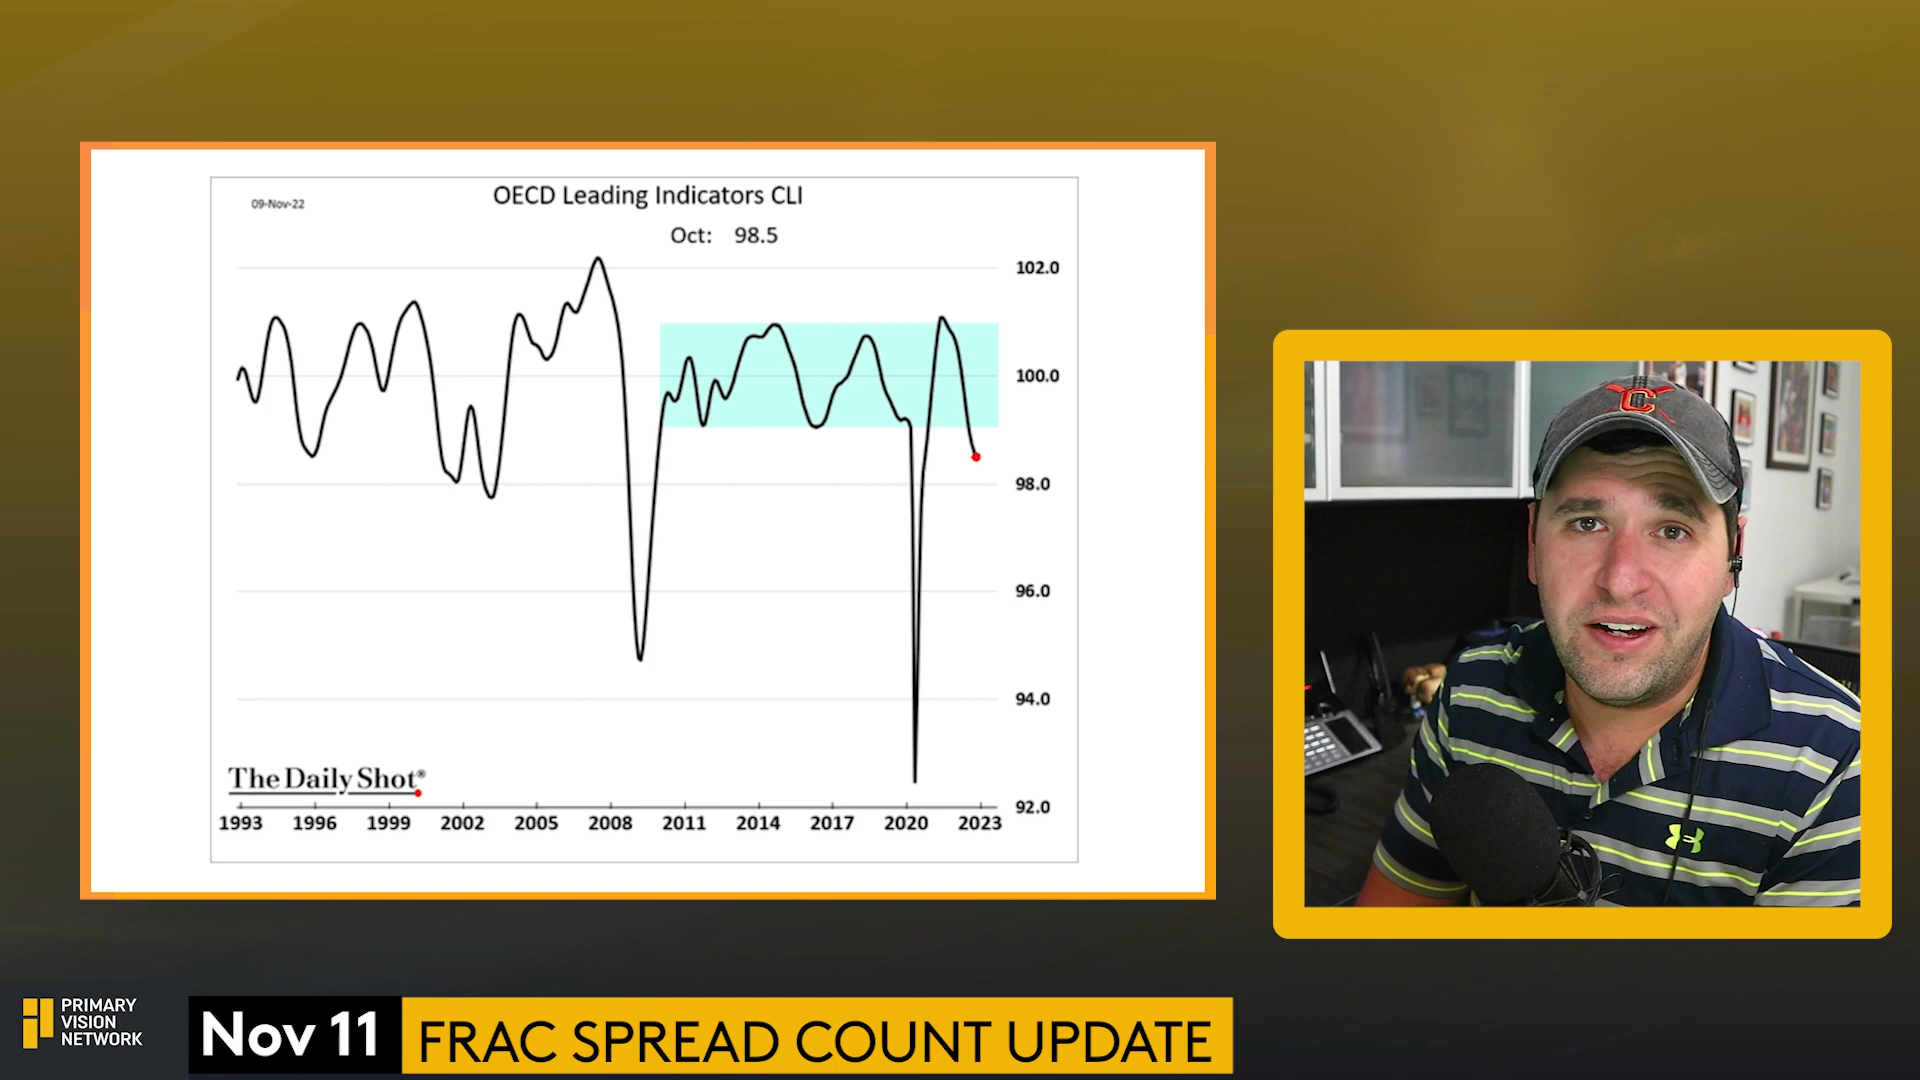 OECD Leading Indicators CLI
09-Nov-22
Oct: 98.5
102.0
100.0
98.0
96.0
94.0
92.0
The Daily Shot®
1993 1996 1999 2002 2005 2008 2011 2014 2017 2020 2023
C
PRIMARY
VISION
NETWORK
Nov 11
FRAC SPREAD COUNT UPDATE